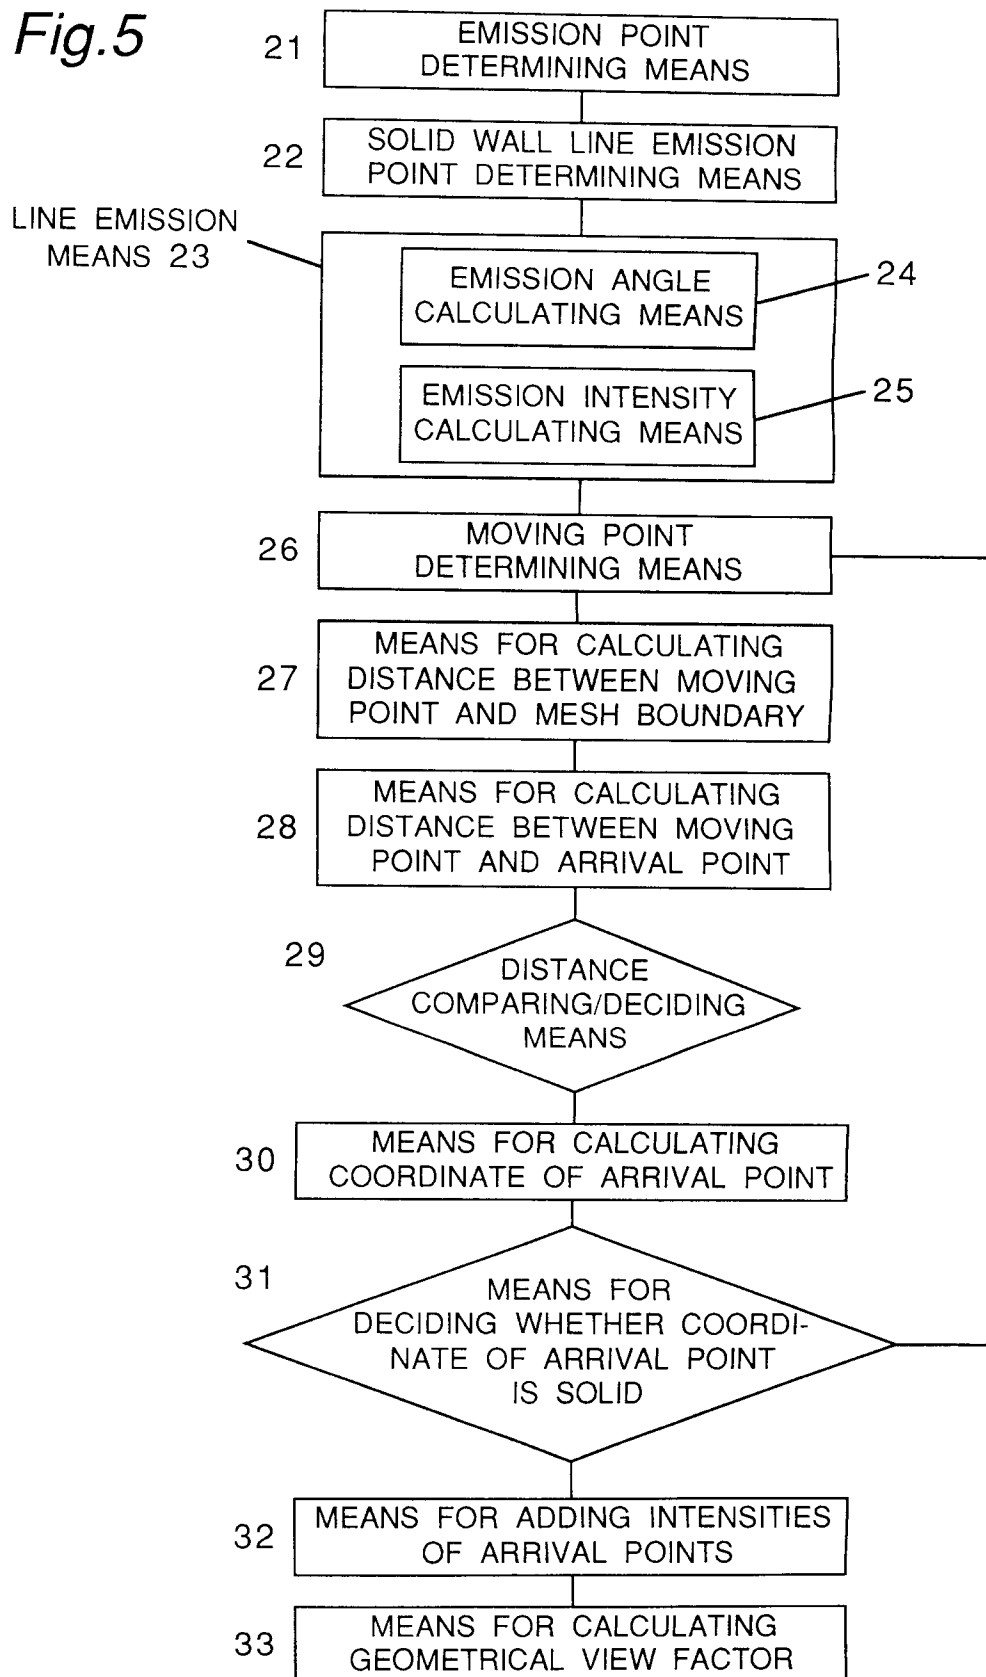 Fig.5
21
EMISSION POINT
DETERMINING MEANS
22
SOLID WALL LINE EMISSION
POINT DETERMINING MEANS
LINE EMISSION
MEANS 23
EMISSION ANGLE
CALCULATING MEANS
24
EMISSION INTENSITY
CALCULATING MEANS
25
26
MOVING POINT
DETERMINING MEANS
27
MEANS FOR CALCULATING
DISTANCE BETWEEN MOVING
POINT AND MESH BOUNDARY
28
MEANS FOR CALCULATING
DISTANCE BETWEEN MOVING
POINT AND ARRIVAL POINT
29
DISTANCE
COMPARING/DECIDING
MEANS
30
MEANS FOR CALCULATING
COORDINATE OF ARRIVAL POINT
31
MEANS FOR
DECIDING WHETHER COORDI-
NATE OF ARRIVAL POINT
IS SOLID
32
MEANS FOR ADDING INTENSITIES
OF ARRIVAL POINTS
33
MEANS FOR CALCULATING
GEOMETRICAL VIEW FACTOR